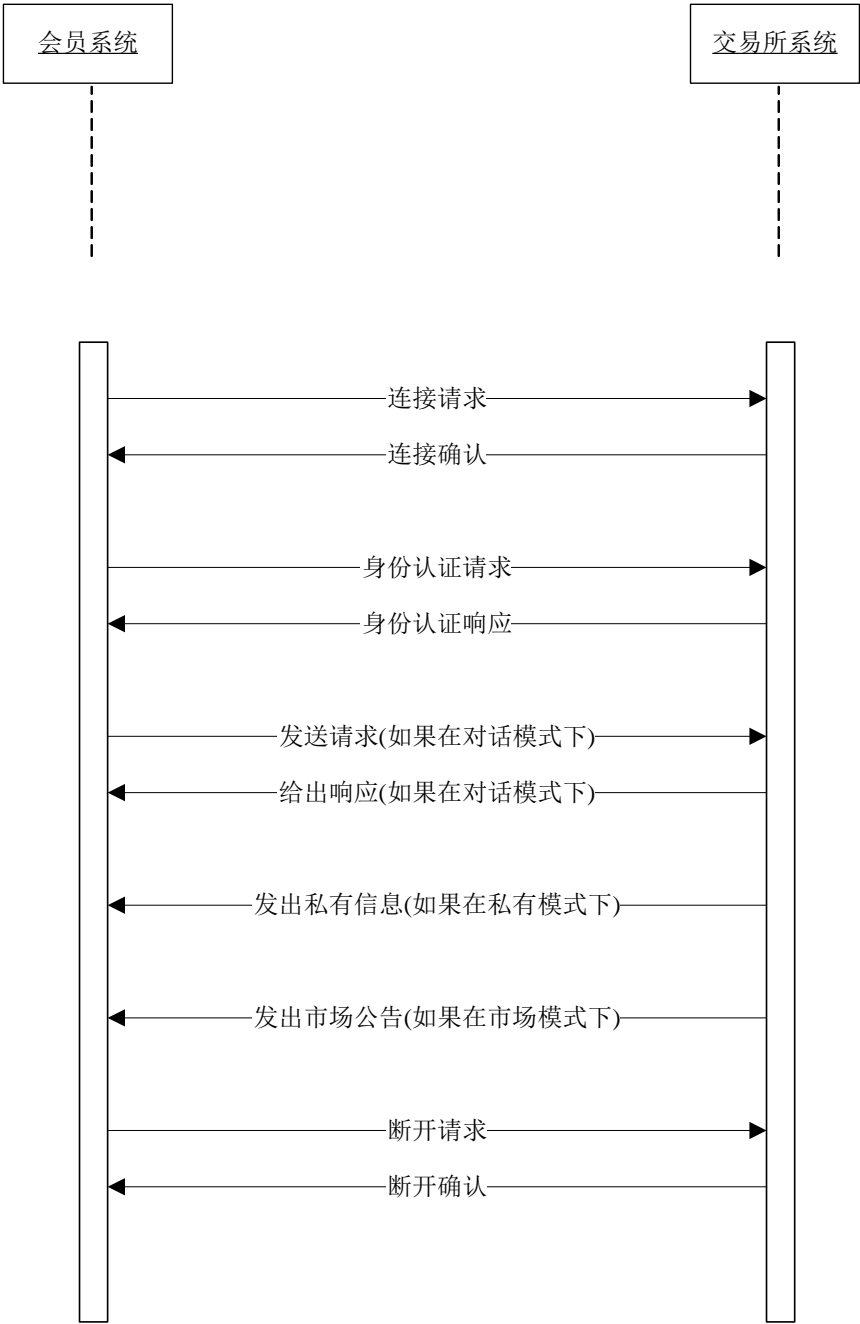 会员系统
交易所系统
连接请求
连接确认
身份认证请求
身份认证响应
发送请求(如果在对话模式下)
给出响应(如果在对话模式下)
发出私有信息(如果在私有模式下)
发出市场公告(如果在市场模式下)
断开请求
断开确认